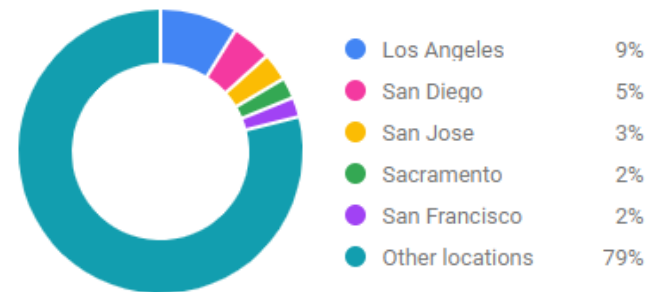 Los Angeles 9%
San Diego 5%
San Jose 3%
Sacramento 2%
San Francisco 2%
Other locations 79%